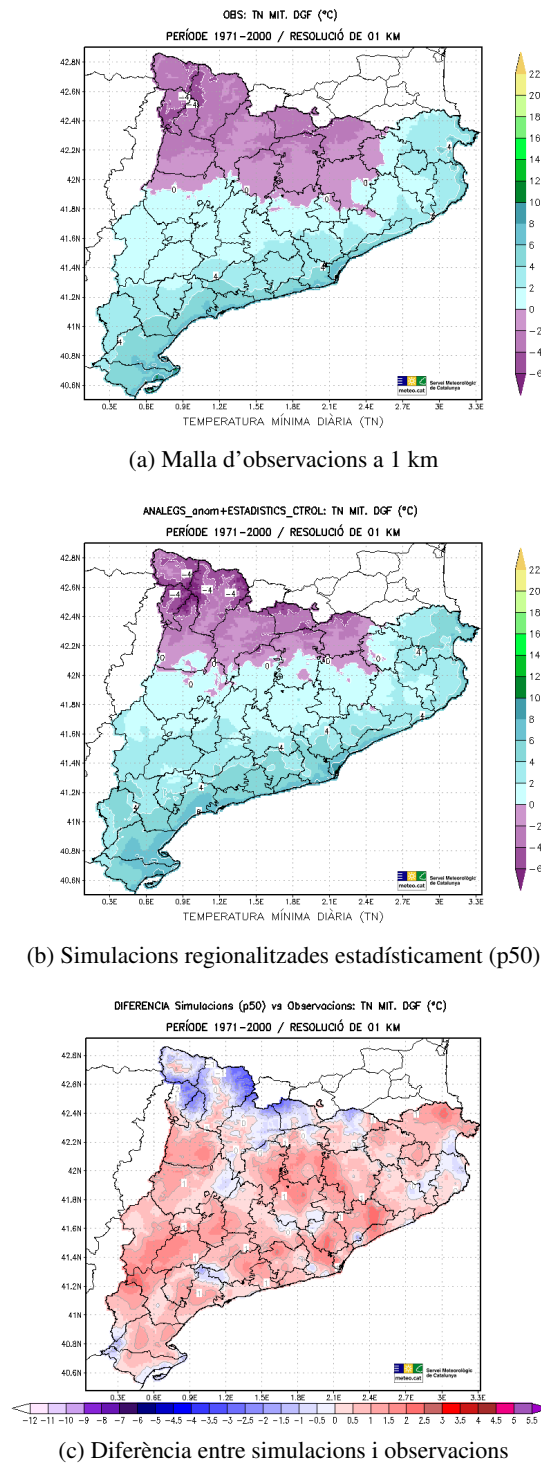 OBS: TN MIT. DGF (°C)
PERÍODE 1971-2000 / RESOLUCIÓ DE 01 KM
42.8N
42.6N
42.4N
42.2N
42N
41.8N
41.6N
41.4N
41.2N
41N
40.8N
40.6N
0.3E 0.6E 0.9E 1.2E 1.5E 1.8E 2.1E 2.4E 2.7E 3E 3.3E
22
20
18
16
14
12
10
8
6
4
2
0
-2
-4
-6
meteo.cat
Servei Meteorològic
de Catalunya
TEMPERATURA MÍNIMA DIÀRIA (TN)
(a) Malla d'observacions a 1 km
ANALEGS_anom+ESTADISTICS_CTROL: TN MIT. DGF (°C)
PERÍODE 1971-2000 / RESOLUCIÓ DE 01 KM
42.8N
42.6N
42.4N
42.2N
42N
41.8N
41.6N
41.4N
41.2N
41N
40.8N
40.6N
0.3E 0.6E 0.9E 1.2E 1.5E 1.8E 2.1E 2.4E 2.7E 3E 3.3E
22
20
18
16
14
12
10
8
6
4
2
0
-2
-4
-6
meteo.cat
Servei Meteorològic
de Catalunya
TEMPERATURA MÍNIMA DIÀRIA (TN)
(b) Simulacions regionalitzades estadísticament (p50)
DIFERENCIA Simulacions (p50) vs Observacions: TN MIT. DGF (°C)
PERÍODE 1971-2000 / RESOLUCIÓ DE 01 KM
42.8N
42.6N
42.4N
42.2N
42N
41.8N
41.6N
41.4N
41.2N
41N
40.8N
40.6N
meteo.cat
Servei Meteorològic
de Catalunya
0.3E 0.6E 0.9E 1.2E 1.5E 1.8E 2.1E 2.4E 2.7E 3E 3.3E
-12 -11 -10 -9 -8 -7 -6 -5 -4.5 -4 -3.5 -3 -2.5 -2 -1.5 -1 -0.5 0 0.5 1 1.5 2 2.5 3 3.5 4 4.5 5 5.5
(c) Diferència entre simulacions i observacions